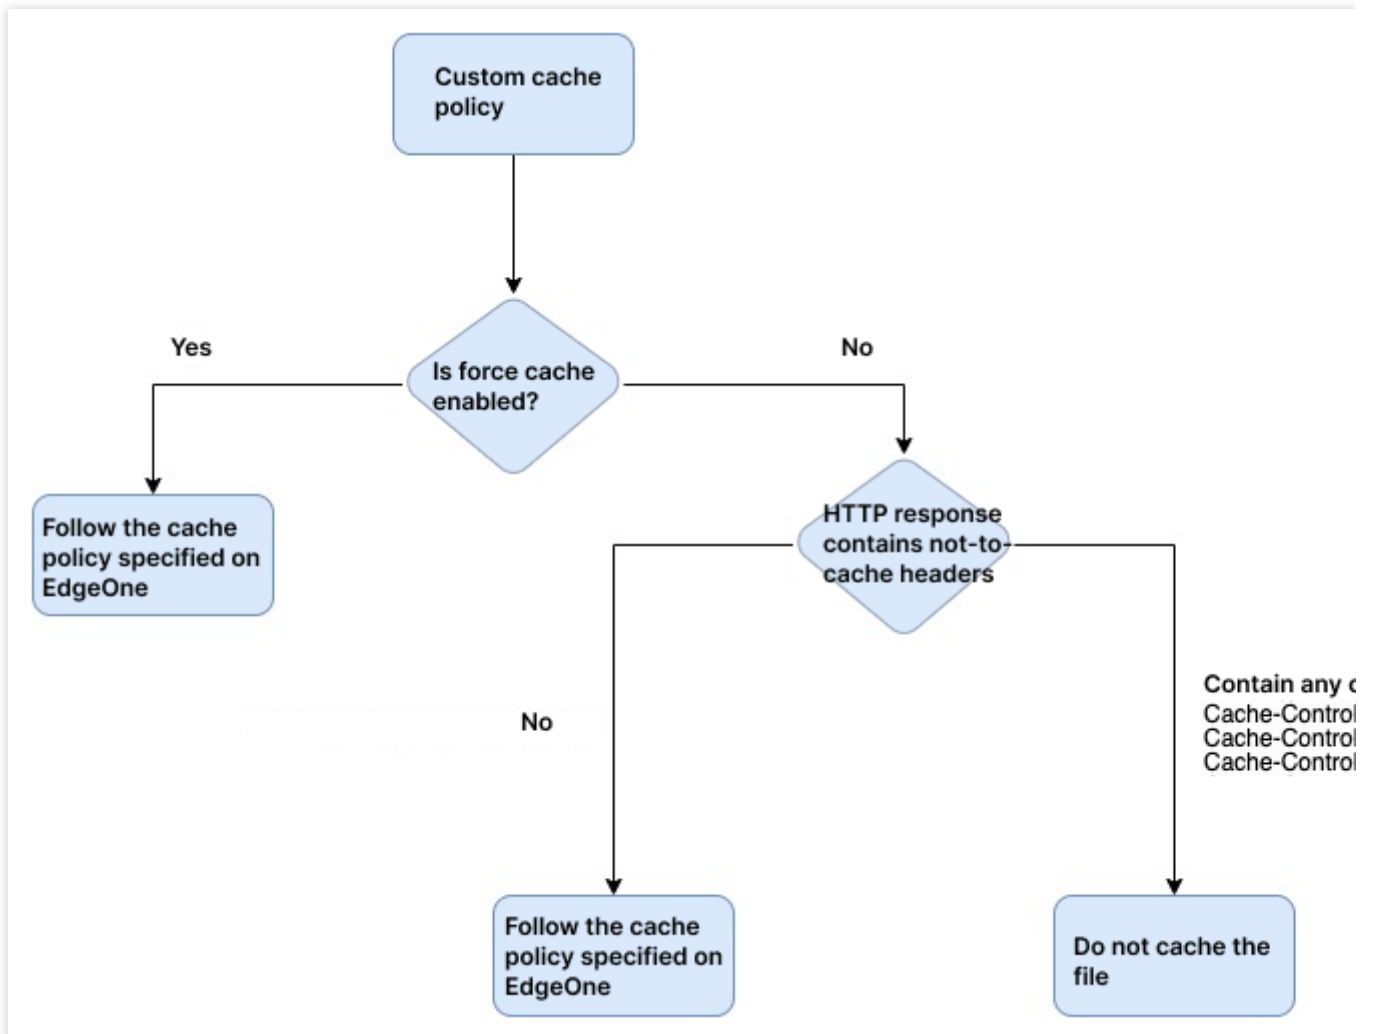 Custom cache
policy
Yes
No
Is force cache
enabled?
Follow the cache
policy specified on
EdgeOne
HTTP response
contains not-to-
cache headers
No
Contain any
Cache-Control
Cache-Control
Cache-Control
Follow the cache
policy specified on
EdgeOne
Do not cache the
file